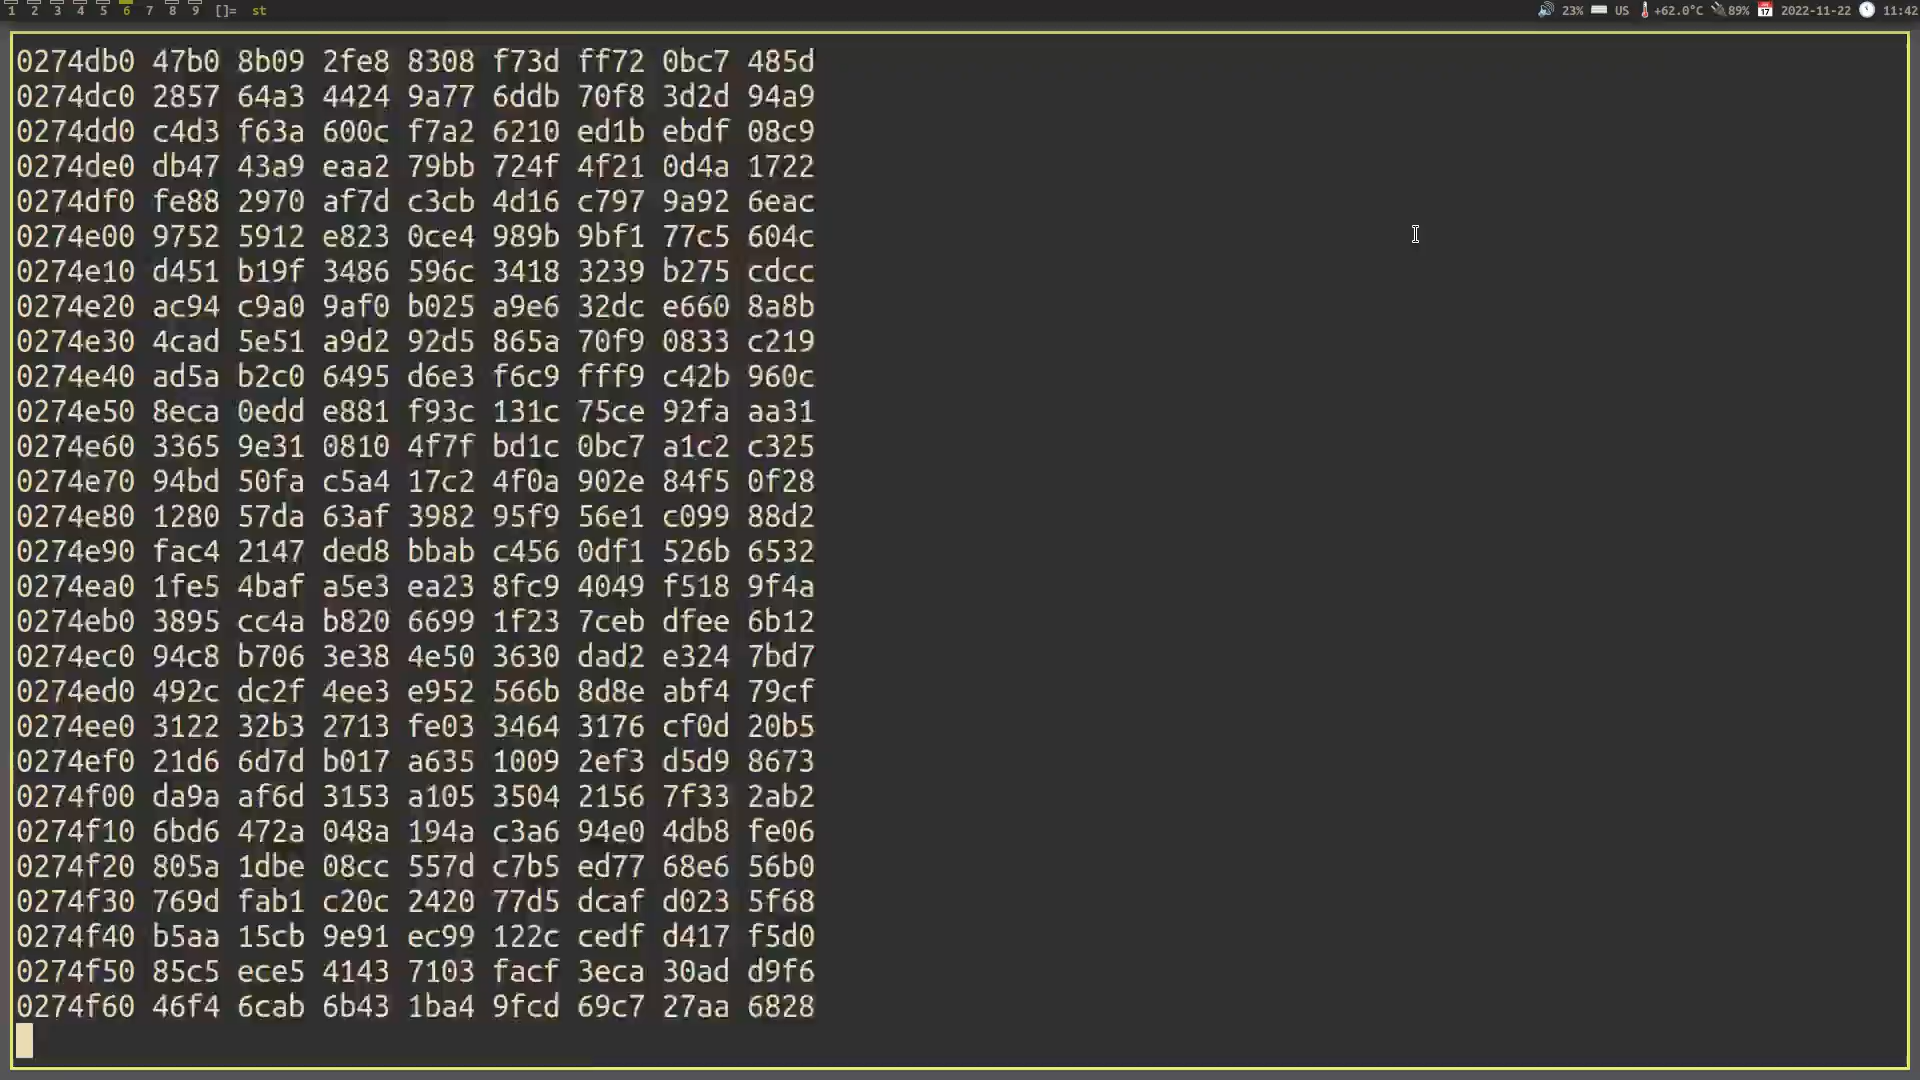 1 2 3 4 5 6 7 8 9 []= st 23% US +62.0°C 89% 2022-11-22 11:42
0274db0 47b0 8b09 2fe8 8308 f73d ff72 0bc7 485d
0274dc0 2857 64a3 4424 9a77 6ddb 70f8 3d2d 94a9
0274dd0 c4d3 f63a 600c f7a2 6210 ed1b ebdf 08c9
0274de0 db47 43a9 eaa2 79bb 724f 4f21 0d4a 1722
0274df0 fe88 2970 af7d c3cb 4d16 c797 9a92 6eac
0274e00 9752 5912 e823 0ce4 989b 9bf1 77c5 604c
0274e10 d451 b19f 3486 596c 3418 3239 b275 cdcc
0274e20 ac94 c9a0 9af0 b025 a9e6 32dc e660 8a8b
0274e30 4cad 5e51 a9d2 92d5 865a 70f9 0833 c219
0274e40 ad5a b2c0 6495 d6e3 f6c9 fff9 c42b 960c
0274e50 8eca 0edd e881 f93c 131c 75ce 92fa aa31
0274e60 3365 9e31 0810 4f7f bd1c 0bc7 a1c2 c325
0274e70 94bd 50fa c5a4 17c2 4f0a 902e 84f5 0f28
0274e80 1280 57da 63af 3982 95f9 56e1 c099 88d2
0274e90 fac4 2147 ded8 bbab c456 0df1 526b 6532
0274ea0 1fe5 4baf a5e3 ea23 8fc9 4049 f518 9f4a
0274eb0 3895 cc4a b820 6699 1f23 7ceb dfee 6b12
0274ec0 94c8 b706 3e38 4e50 3630 dad2 e324 7bd7
0274ed0 492c dc2f 4ee3 e952 566b 8d8e abf4 79cf
0274ee0 3122 32b3 2713 fe03 3464 3176 cf0d 20b5
0274ef0 21d6 6d7d b017 a635 1009 2ef3 d5d9 8673
0274f00 da9a af6d 3153 a105 3504 2156 7f33 2ab2
0274f10 6bd6 472a 048a 194a c3a6 94e0 4db8 fe06
0274f20 805a 1dbe 08cc 557d c7b5 ed77 68e6 56b0
0274f30 769d fab1 c20c 2420 77d5 dcaf d023 5f68
0274f40 b5aa 15cb 9e91 ec99 122c cedf d417 f5d0
0274f50 85c5 ece5 4143 7103 facf 3eca 30ad d9f6
0274f60 46f4 6cab 6b43 1ba4 9fcd 69c7 27aa 6828